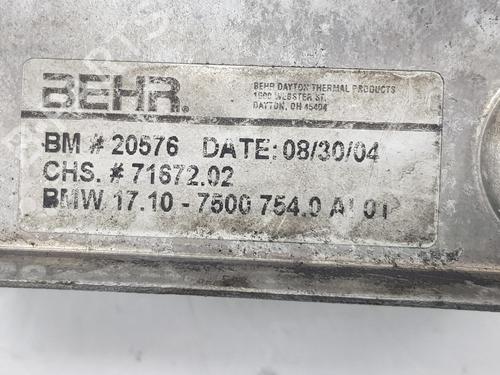 BEHR.
BEHR DAYTON THERMAL PRODUCTS
1600 WEBSTER ST.
DAYTON, OH 45404
BM # 20576 DATE: 08/30/04
CHS. # 71672.02
BMW 17.10 - 7500 754.0 AI 01